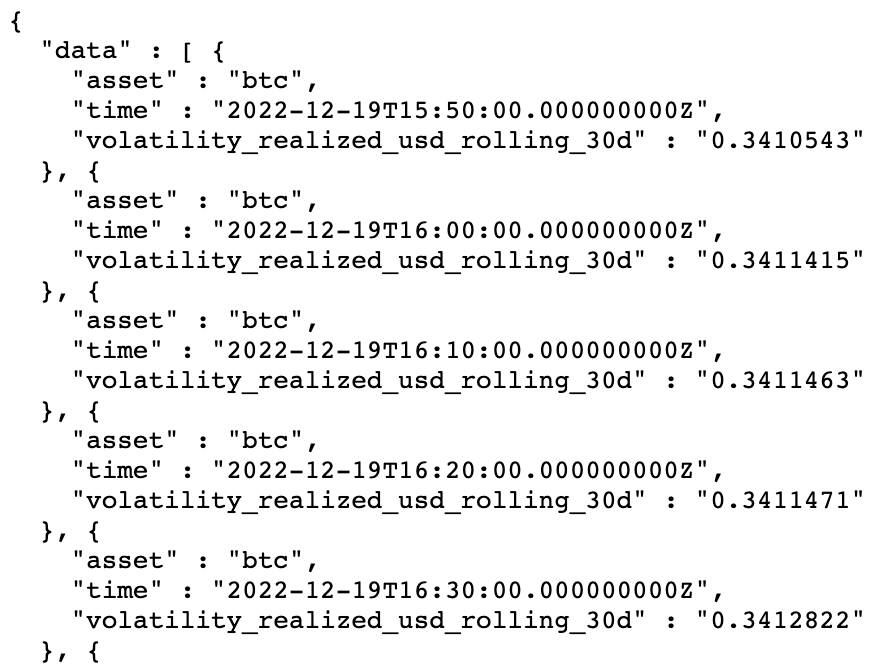 {
  "data" : [ {
    "asset" : "btc",
    "time" : "2022-12-19T15:50:00.000000000Z",
    "volatility_realized_usd_rolling_30d" : "0.3410543"
  }, {
    "asset" : "btc",
    "time" : "2022-12-19T16:00:00.000000000Z",
    "volatility_realized_usd_rolling_30d" : "0.3411415"
  }, {
    "asset" : "btc",
    "time" : "2022-12-19T16:10:00.000000000Z",
    "volatility_realized_usd_rolling_30d" : "0.3411463"
  }, {
    "asset" : "btc",
    "time" : "2022-12-19T16:20:00.000000000Z",
    "volatility_realized_usd_rolling_30d" : "0.3411471"
  }, {
    "asset" : "btc",
    "time" : "2022-12-19T16:30:00.000000000Z",
    "volatility_realized_usd_rolling_30d" : "0.3412822"
  }, {